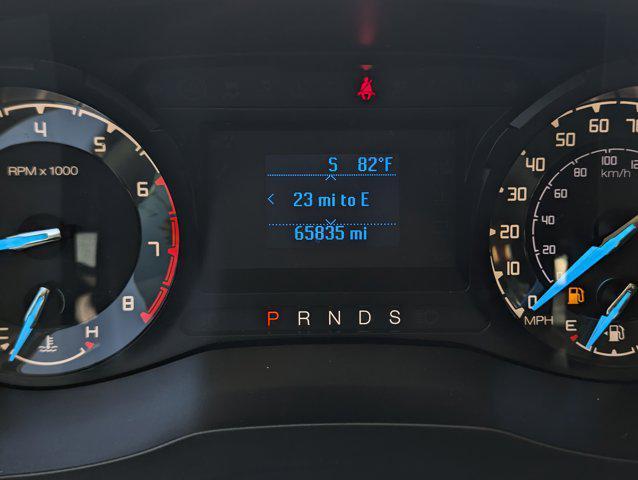 S 82°F
23 mi to E
65835 mi
P R N D S
4 5 6 7 8
RPM x 1000
C H
0 10 20 30 40 50 60 70
MPH
20 40 60 80 100
km/h
E